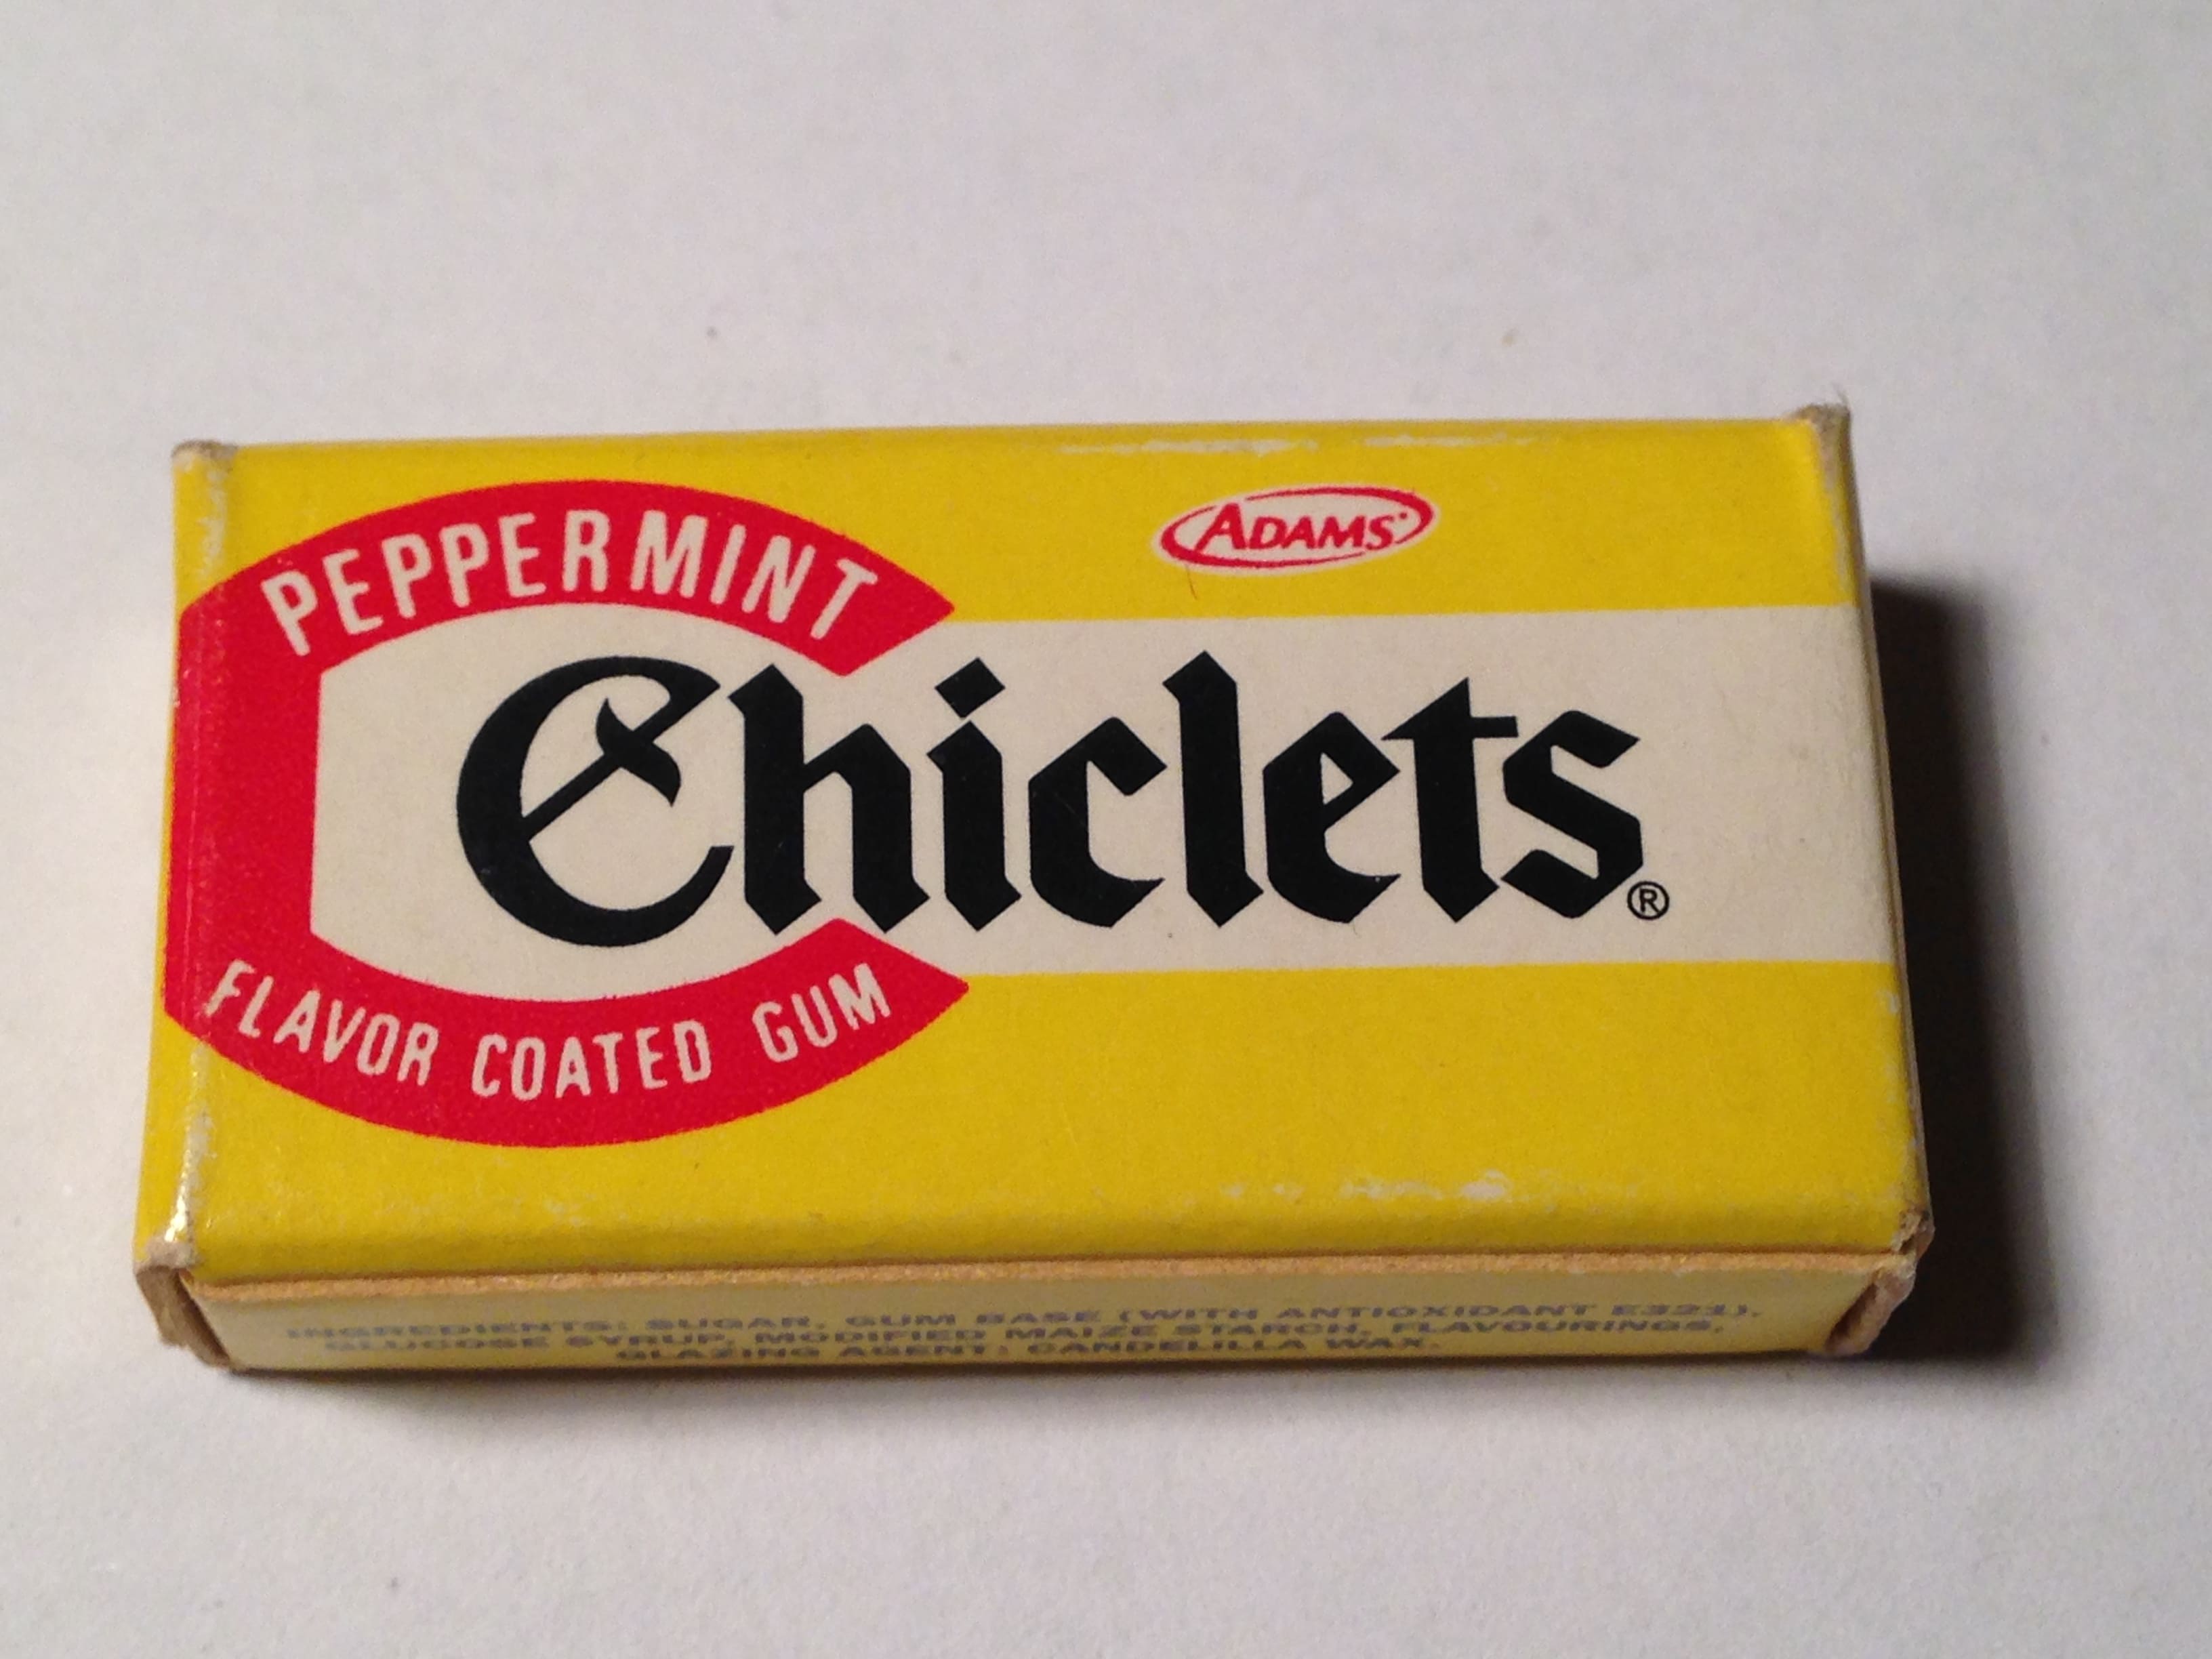 PEPPERMINT
ADAMS
Chiclets®
FLAVOR COATED GUM
INGREDIENTS: SUGAR, GUM BASE (WITH ANTIOXIDANT E321),
GLUCOSE SYRUP, MODIFIED MAIZE STARCH, FLAVOURINGS,
GLAZING AGENT: CANDELILLA WAX.